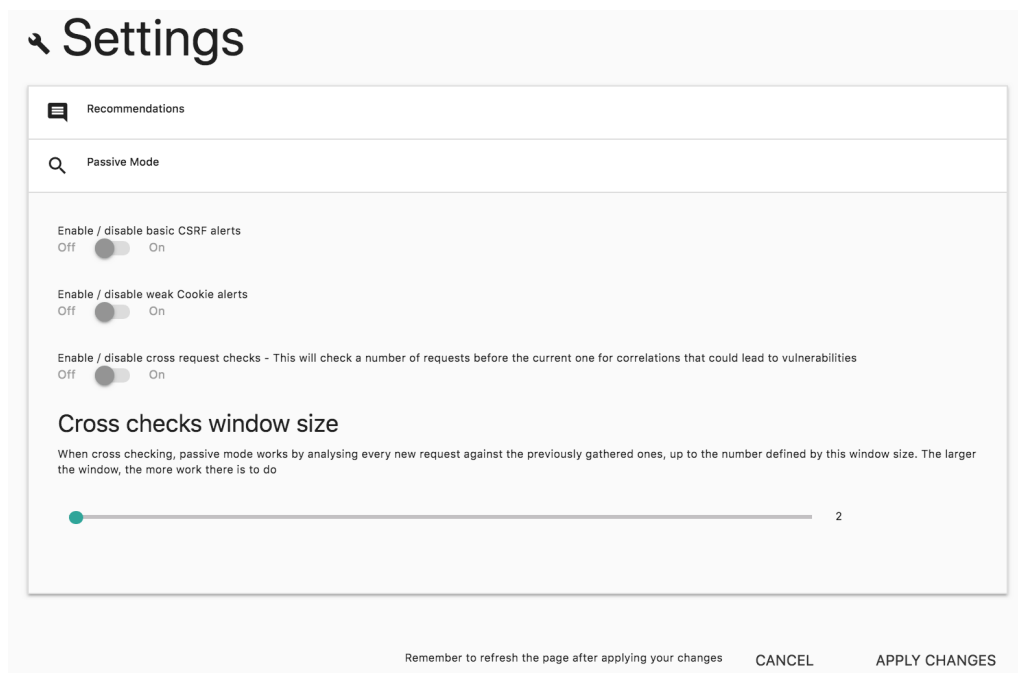 Settings
Recommendations
Passive Mode
Enable / disable basic CSRF alerts
Off On
Enable / disable weak Cookie alerts
Off On
Enable / disable cross request checks - This will check a number of requests before the current one for correlations that could lead to vulnerabilities
Off On
Cross checks window size
When cross checking, passive mode works by analysing every new request against the previously gathered ones, up to the number defined by this window size. The larger
the window, the more work there is to do
2
Remember to refresh the page after applying your changes CANCEL APPLY CHANGES